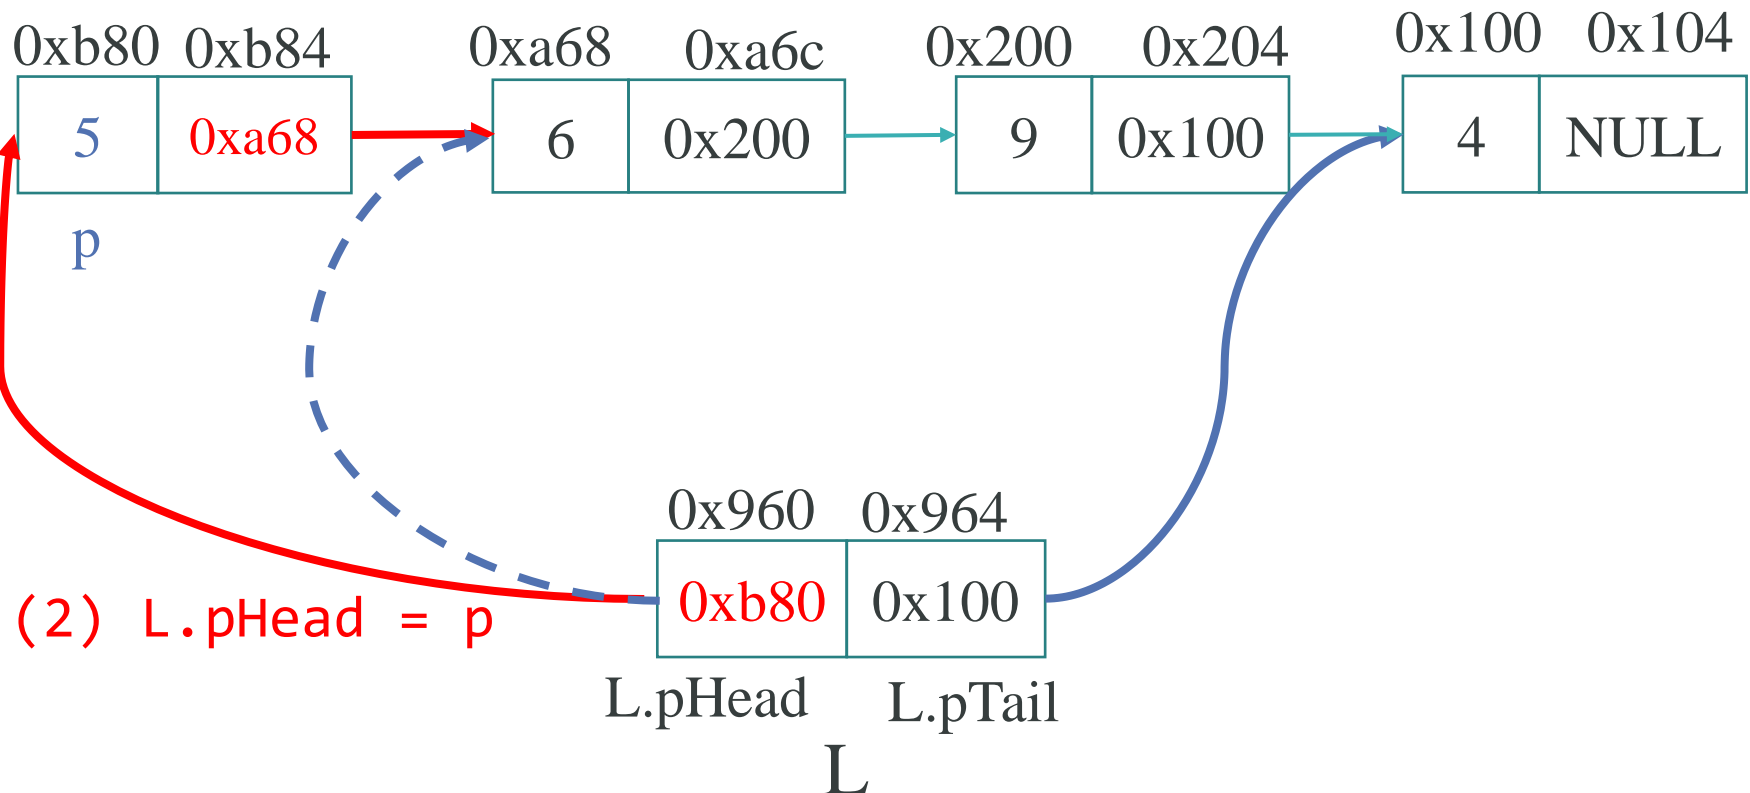 0xb80 0xb84 0xa68 0xa6c 0x200 0x204 0x100 0x104
5 0xa68 6 0x200 9 0x100 4 NULL
p
0x960 0x964
0xb80 0x100
(2) L.pHead = p
L.pHead L.pTail
L